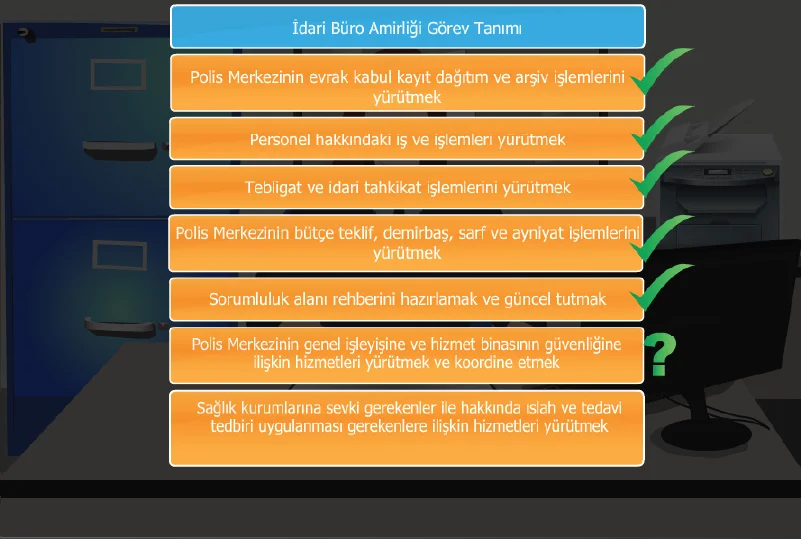 İdari Büro Amirliği Görev Tanımı
Polis Merkezinin evrak kabul kayıt dağıtım ve arşiv işlemlerini
yürütmek
Personel hakkındaki iş ve işlemleri yürütmek
Tebligat ve idari tahkikat işlemlerini yürütmek
Polis Merkezinin bütçe teklif, demirbaş, sarf ve ayniyat işlemlerini
yürütmek
Sorumluluk alanı rehberini hazırlamak ve güncel tutmak
Polis Merkezinin genel işleyişine ve hizmet binasının güvenliğine
ilişkin hizmetleri yürütmek ve koordine etmek
?
Sağlık kurumlarına sevki gerekenler ile hakkında ıslah ve tedavi
tedbiri uygulanması gerekenlere ilişkin hizmetleri yürütmek